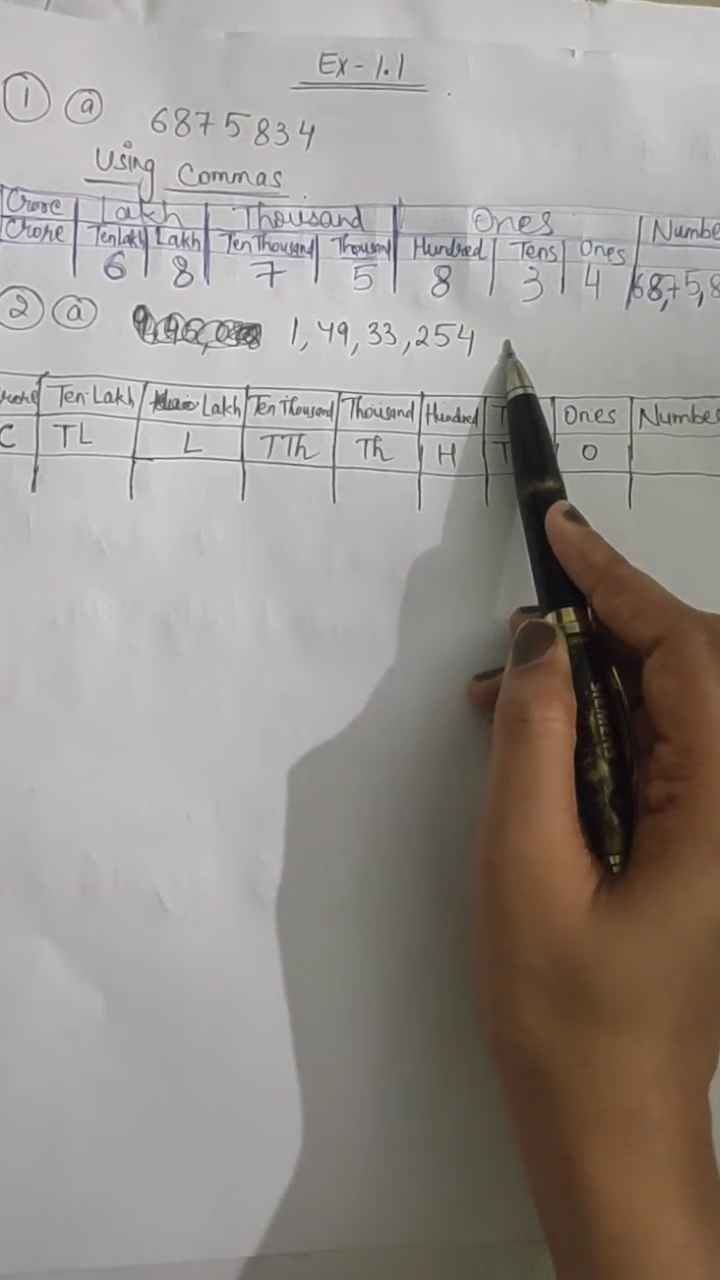 Ex-1.1
1 a 6875834
Using Commas
Crore Lakh Thousand Ones Numbe
Crore Ten Lakh Lakh Ten Thousand Thousand Hundred Tens Ones
6 8 7 5 8 3 4 68,75,8
2 a 1,49,33,254
Ten Lakh Lakh Ten Thousand Thousand Hundred T Ones Number
C TL L TTh Th H T O